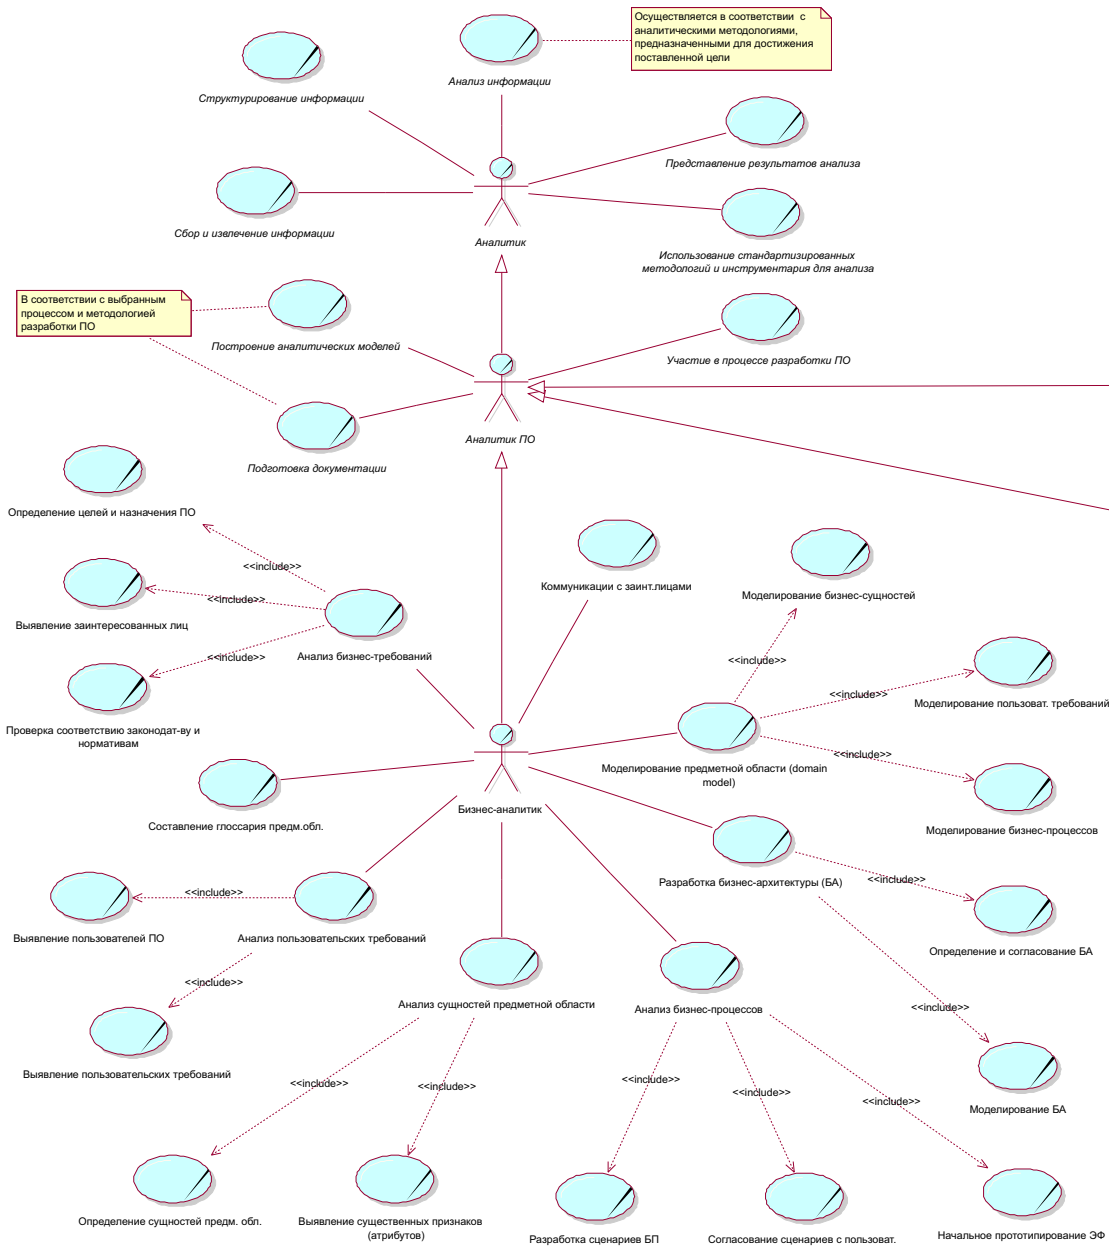 Осуществляется в соответствии с
аналитическими методологиями,
предназначенными для достижения
поставленной цели
Анализ информации
Структурирование информации
Представление результатов анализа
Сбор и извлечение информации
Аналитик
Использование стандартизированных
методологий и инструментария для анализа
В соответствии с выбранным
процессом и методологией
разработки ПО
Построение аналитических моделей
Участие в процессе разработки ПО
Аналитик ПО
Подготовка документации
Определение целей и назначения ПО
<<include>>
Коммуникации с заинт.лицами
Моделирование бизнес-сущностей
<<include>>
Выявление заинтересованных лиц
Анализ бизнес-требований
<<include>>
<<include>>
<<include>>
Моделирование пользоват. требований
Проверка соответствию законодат-ву и
нормативам
<<include>>
Моделирование предметной области (domain
model)
Бизнес-аналитик
Составление глоссария предм.обл.
Моделирование бизнес-процессов
Разработка бизнес-архитектуры (БА)
<<include>>
<<include>>
Выявление пользователей ПО
Анализ пользовательских требований
Определение и согласование БА
<<include>>
Анализ сущностей предметной области
Анализ бизнес-процессов
<<include>>
Выявление пользовательских требований
<<include>>
<<include>>
<<include>>
<<include>>
<<include>>
Моделирование БА
Определение сущностей предм. обл.
Выявление существенных признаков
(атрибутов)
Разработка сценариев БП
Согласование сценариев с пользоват.
Начальное прототипирование ЭФ